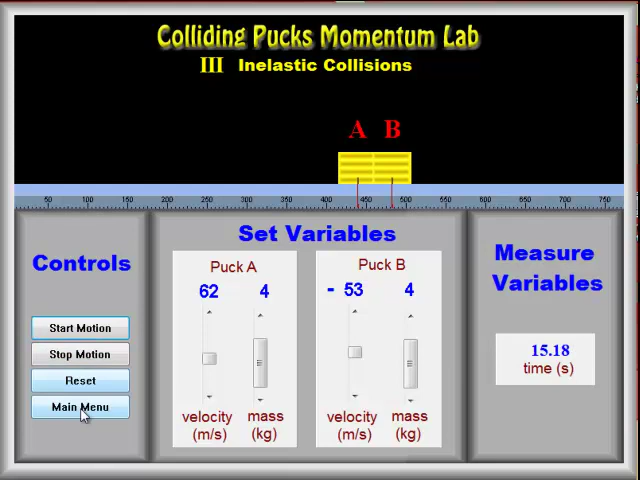 Colliding Pucks Momentum Lab
III Inelastic Collisions
A B
50 100 150 200 250 300 350 400 450 500 550 600 650 700 750
Controls
Start Motion
Stop Motion
Reset
Main Menu
Set Variables
Puck A
62 4
velocity mass
(m/s) (kg)
Puck B
- 53 4
velocity mass
(m/s) (kg)
Measure
Variables
15.18
time (s)